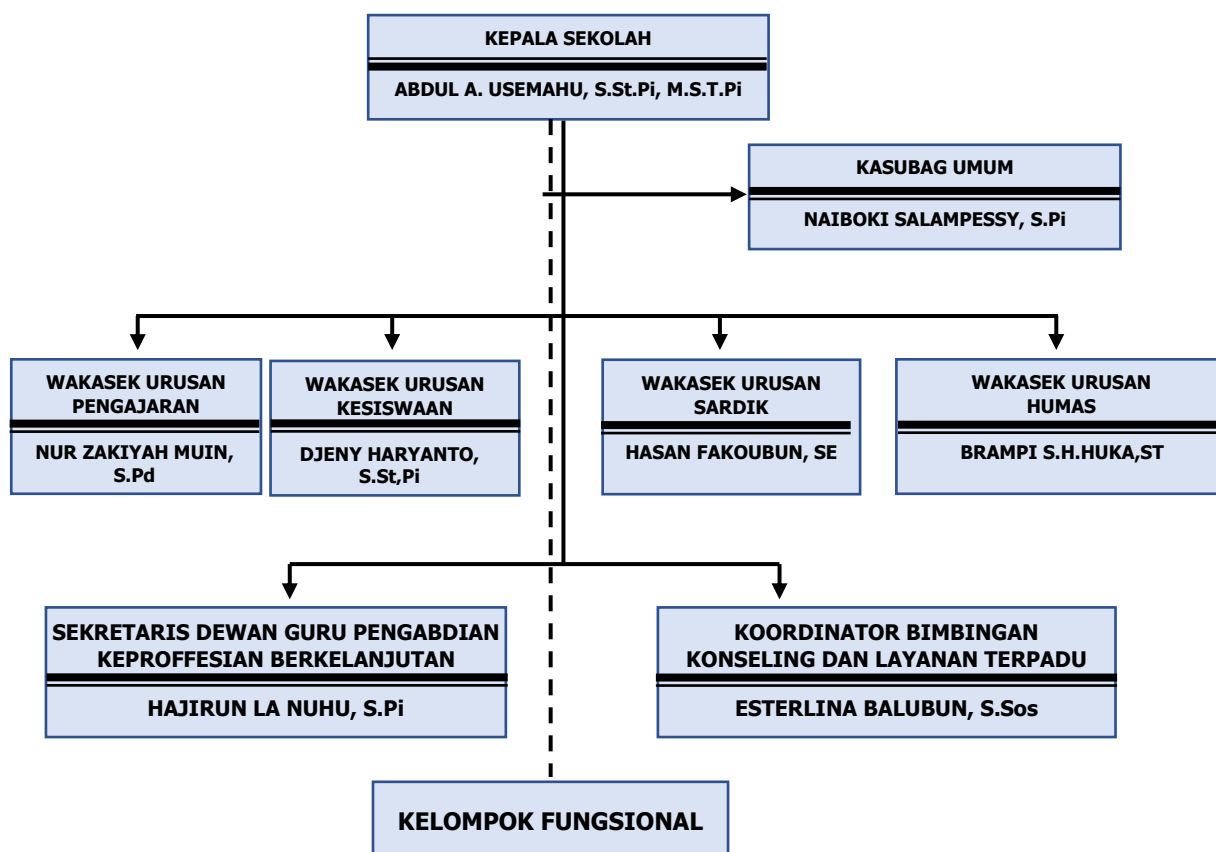 KEPALA SEKOLAH
ABDUL A. USEMAHU, S.St.Pi, M.S.T.Pi
KASUBAG UMUM
NAIBOKI SALAMPESSY, S.Pi
WAKASEK URUSAN
PENGAJARAN
NUR ZAKIYAH MUIN,
S.Pd
WAKASEK URUSAN
KESISWAAN
DJENY HARYANTO,
S.St,Pi
WAKASEK URUSAN
SARDIK
HASAN FAKOUBUN, SE
WAKASEK URUSAN
HUMAS
BRAMPI S.H.HUKA,ST
SEKRETARIS DEWAN GURU PENGABDIAN
KEPROFFESIAN BERKELANJUTAN
HAJIRUN LA NUHU, S.Pi
KOORDINATOR BIMBINGAN
KONSELING DAN LAYANAN TERPADU
ESTERLINA BALUBUN, S.Sos
KELOMPOK FUNGSIONAL